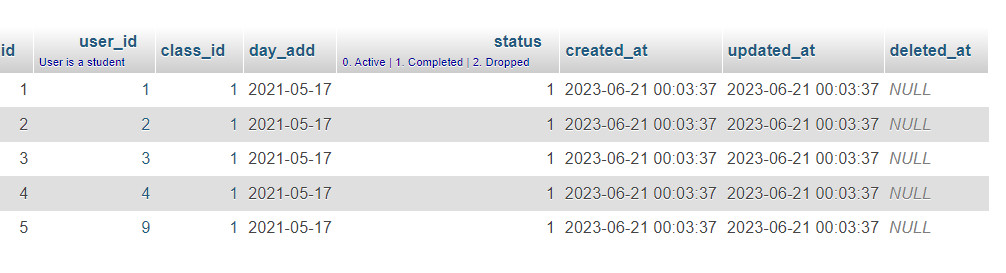 id user_id class_id day_add status created_at updated_at deleted_at
User is a student 0. Active | 1. Completed | 2. Dropped
1 1 1 2021-05-17 1 2023-06-21 00:03:37 2023-06-21 00:03:37 NULL
2 2 1 2021-05-17 1 2023-06-21 00:03:37 2023-06-21 00:03:37 NULL
3 3 1 2021-05-17 1 2023-06-21 00:03:37 2023-06-21 00:03:37 NULL
4 4 1 2021-05-17 1 2023-06-21 00:03:37 2023-06-21 00:03:37 NULL
5 9 1 2021-05-17 1 2023-06-21 00:03:37 2023-06-21 00:03:37 NULL